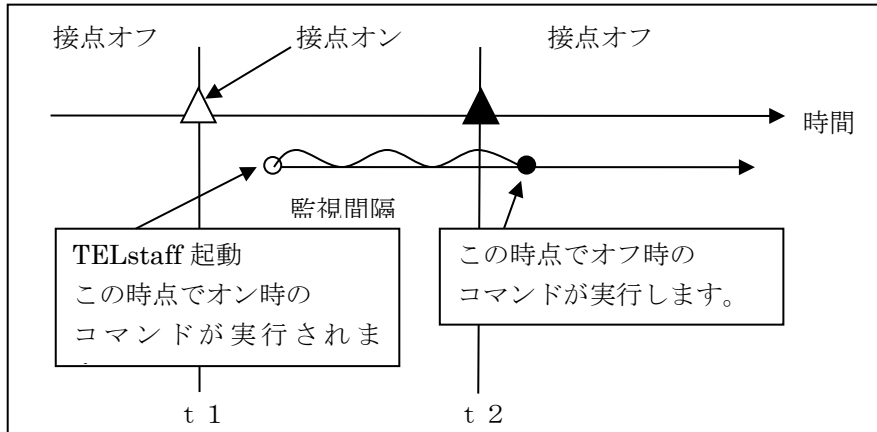 接点オフ
接点オン
接点オフ
時間
監視間隔
TELstaff 起動
この時点でオン時の
コマンドが実行されま
この時点でオフ時の
コマンドが実行します。
t 1
t 2